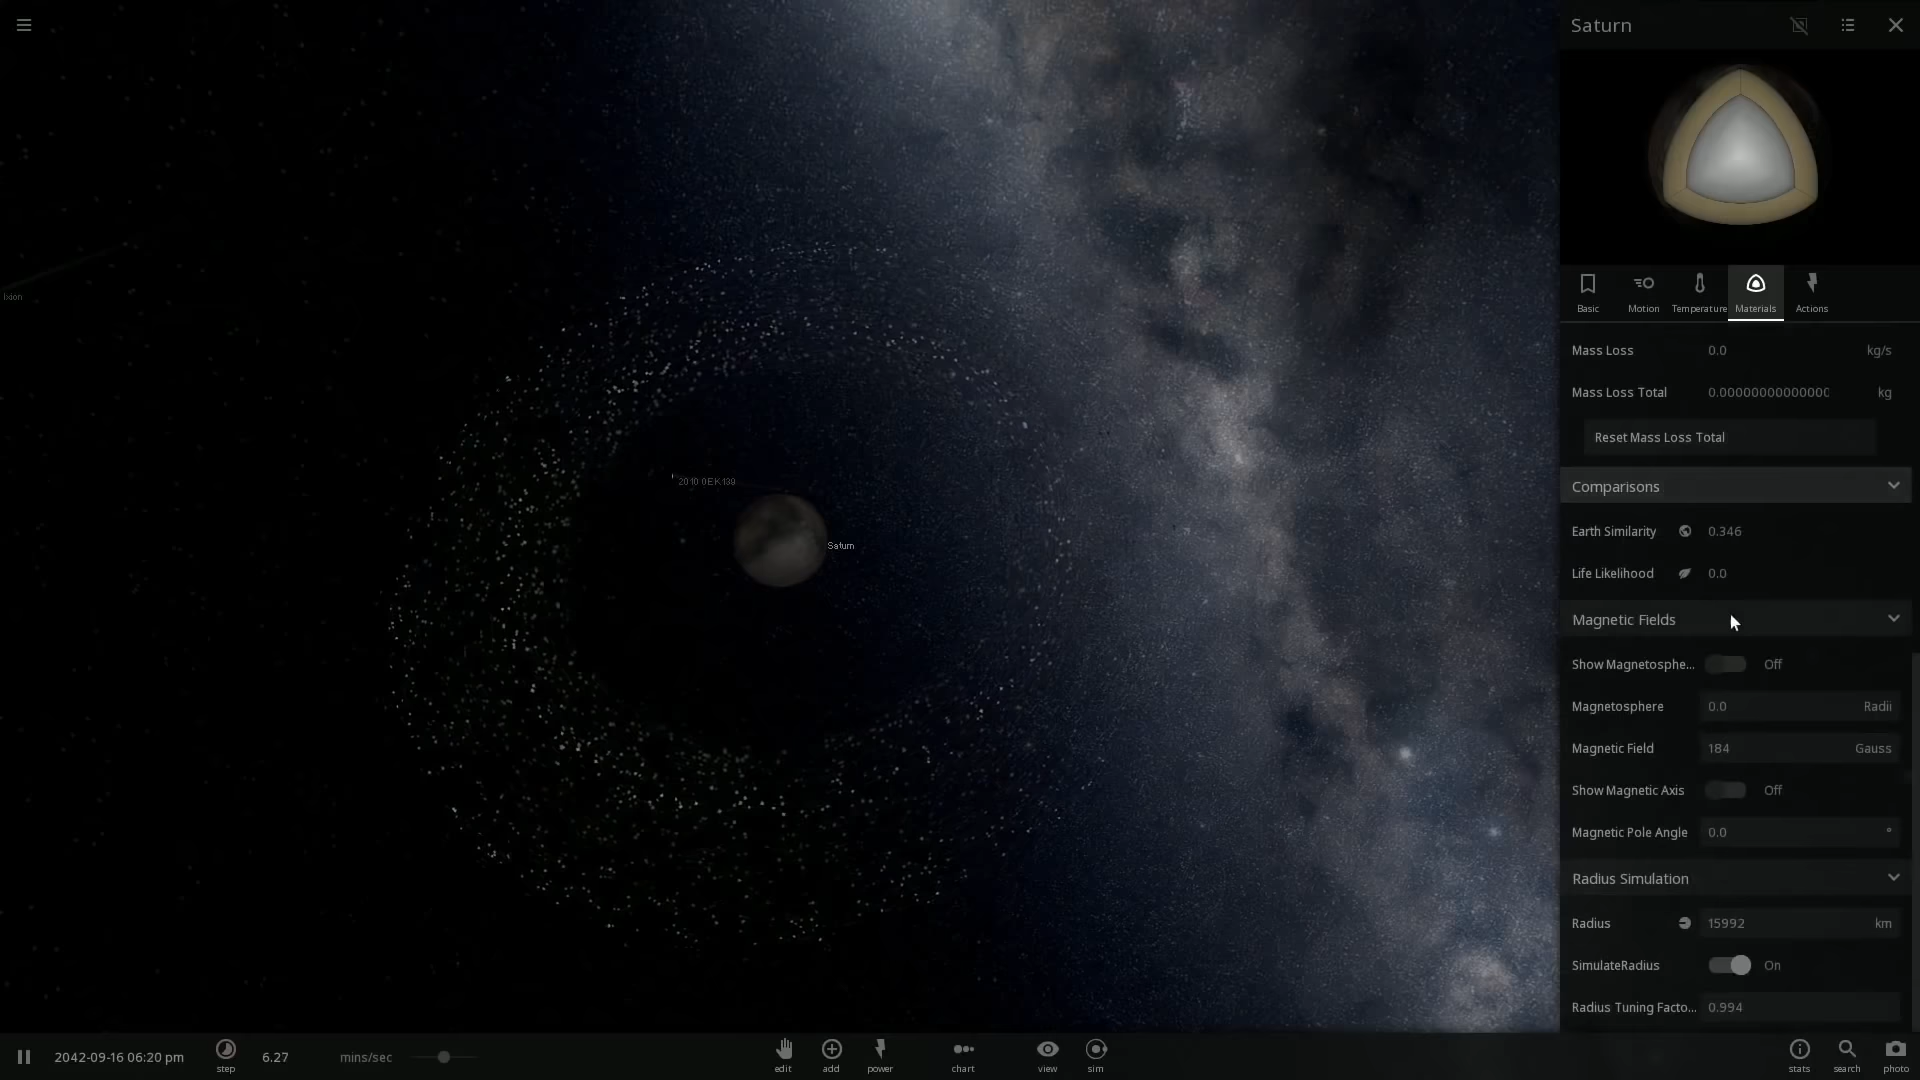 Saturn
Basic Motion Temperature Materials Actions
Mass Loss 0.0 kg/s
Mass Loss Total 0.00000000000000C kg
Reset Mass Loss Total
Comparisons
Earth Similarity 0.346
Life Likelihood 0.0
Magnetic Fields
Show Magnetosphe... Off
Magnetosphere 0.0 Radii
Magnetic Field 184 Gauss
Show Magnetic Axis Off
Magnetic Pole Angle 0.0 °
Radius Simulation
Radius 15992 km
SimulateRadius On
Radius Tuning Facto... 0.994
Ixion
2010 0EK139
Saturn
2042-09-16 06:20 pm step 6.27 mins/sec edit add power chart view sim stats search photo